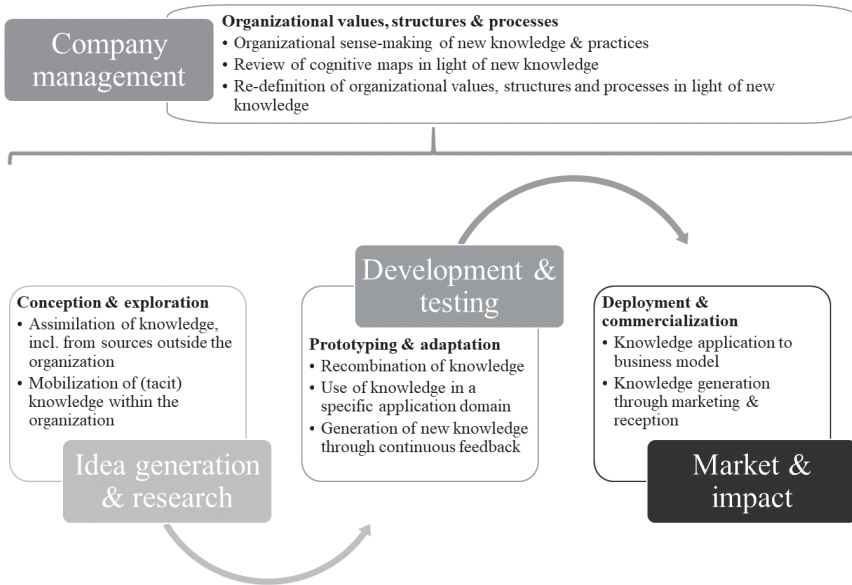 Company
management
Organizational values, structures & processes
• Organizational sense-making of new knowledge & practices
• Review of cognitive maps in light of new knowledge
• Re-definition of organizational values, structures and processes in light of new
knowledge
Conception & exploration
• Assimilation of knowledge,
incl. from sources outside the
organization
• Mobilization of (tacit)
knowledge within the
organization
Idea generation
& research
Development &
testing
Prototyping & adaptation
• Recombination of knowledge
• Use of knowledge in a
specific application domain
• Generation of new knowledge
through continuous feedback
Deployment &
commercialization
• Knowledge application to
business model
• Knowledge generation
through marketing &
reception
Market &
impact